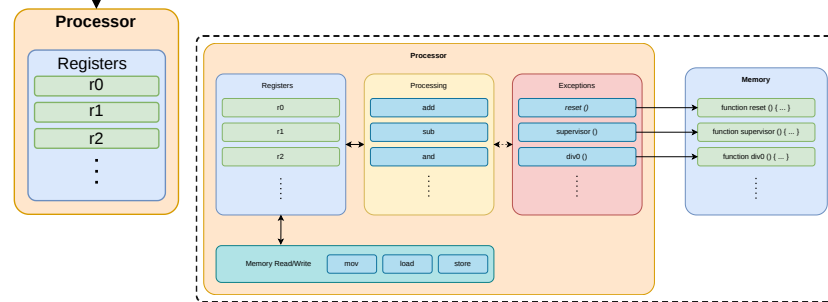 Processor
Registers
r0
r1
r2
Processor
Registers
r0
r1
r2
Processing
add
sub
and
Exceptions
reset ()
supervisor ()
div0 ()
Memory
function reset () { ... }
function supervisor () { ... }
function div0 () { ... }
Memory Read/Write
mov
load
store